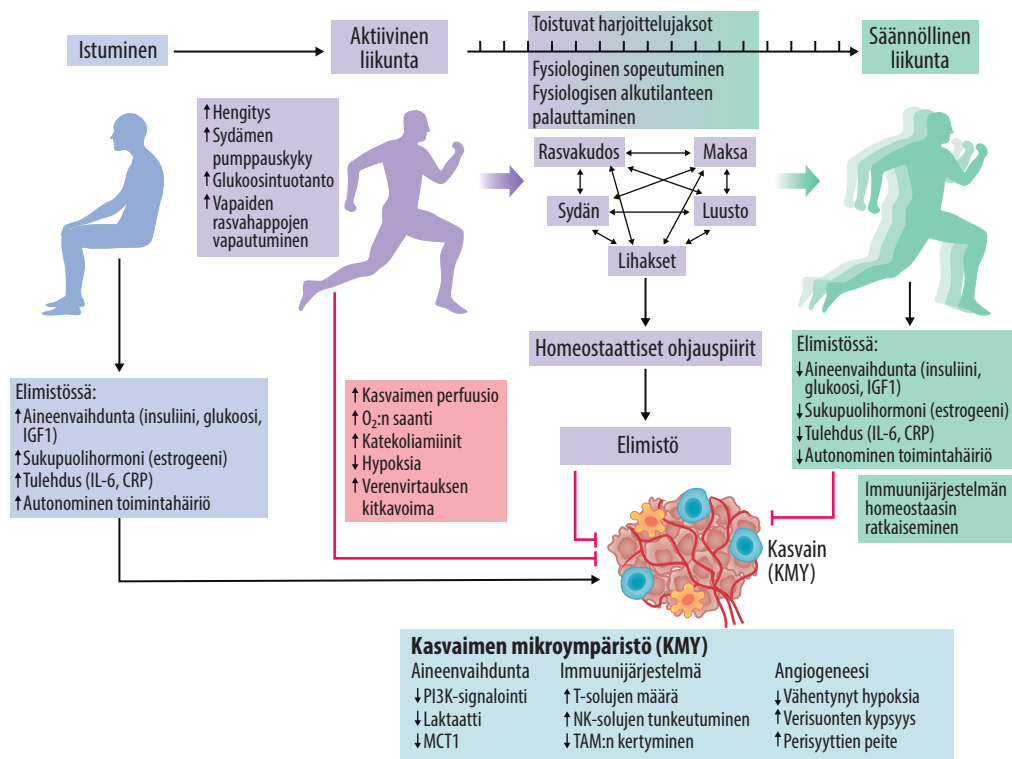 Istuminen
Aktiivinen
liikunta
Toistuvat harjoittelujaksot
Fysiologinen sopeutuminen
Fysiologisen alkutilanteen
palauttaminen
Säännöllinen
liikunta
↑Hengitys
↑Sydämen
pumppauskyky
↑Glukoosintuotanto
↑Vapaiden
rasvahappojen
vapautuminen
Rasvakudos
Maksa
Sydän
Luusto
Lihakset
Homeostaattiset ohjauspiirit
Elimistö
Elimistössä:
↑Aineenvaihdunta (insuliini, glukoosi,
IGF1)
↑Sukupuolihormoni (estrogeeni)
↑Tulehdus (IL-6, CRP)
↑Autonominen toimintahäiriö
↑Kasvaimen perfuusio
↑O₂:n saanti
↑Katekoliamiinit
↓Hypoksia
↑Verenvirtauksen
kitkavoima
Elimistössä:
↓Aineenvaihdunta (insuliini,
glukoosi, IGF1)
↓Sukupuolihormoni (estrogeeni)
↓Tulehdus (IL-6, CRP)
↓Autonominen toimintahäiriö
Immuunijärjestelmän
homeostaasin
ratkaiseminen
Kasvain
(KMY)
Kasvaimen mikroympäristö (KMY)
Aineenvaihdunta
↓PI3K-signalointi
↓Laktaatti
↓MCT1
Immuunijärjestelmä
↑T-solujen määrä
↑NK-solujen tunkeutuminen
↓TAM:n kertyminen
Angiogeneesi
↓Vähentynyt hypoksia
↑Verisuonten kypsyys
↑Perisyyttien peite